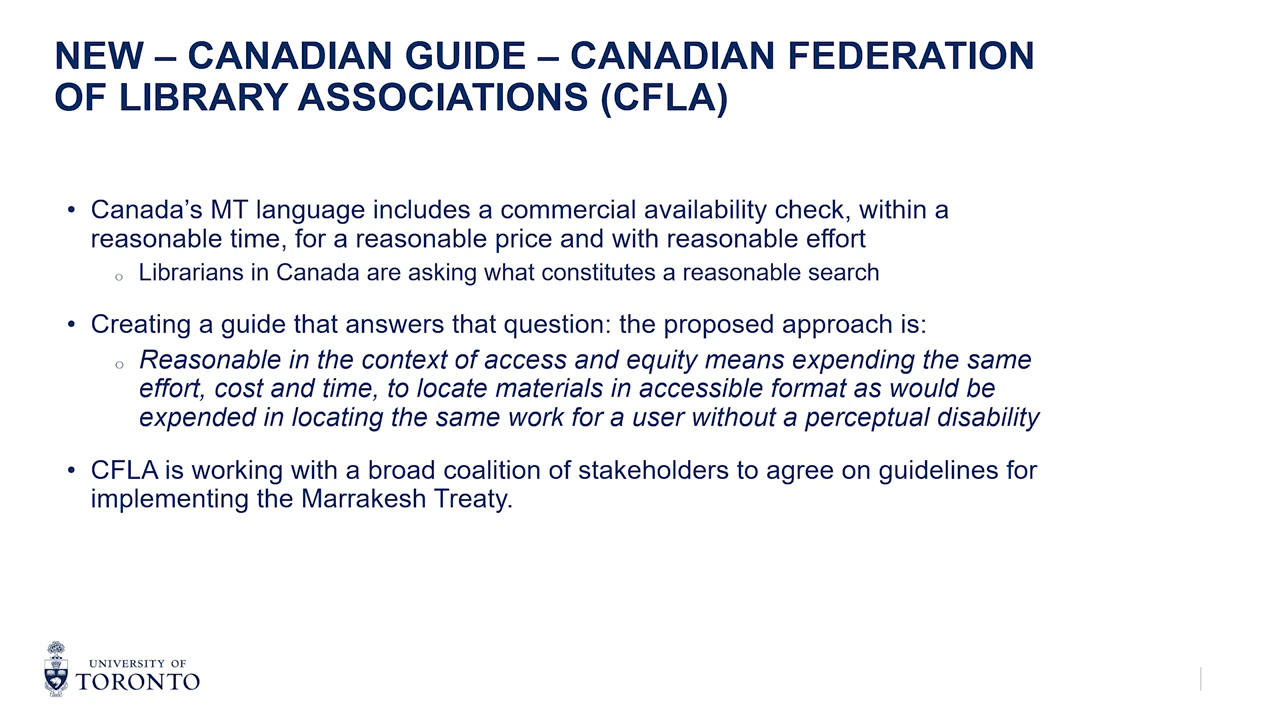 NEW – CANADIAN GUIDE – CANADIAN FEDERATION
OF LIBRARY ASSOCIATIONS (CFLA)
• Canada’s MT language includes a commercial availability check, within a
reasonable time, for a reasonable price and with reasonable effort
o Librarians in Canada are asking what constitutes a reasonable search
• Creating a guide that answers that question: the proposed approach is:
o Reasonable in the context of access and equity means expending the same
effort, cost and time, to locate materials in accessible format as would be
expended in locating the same work for a user without a perceptual disability
• CFLA is working with a broad coalition of stakeholders to agree on guidelines for
implementing the Marrakesh Treaty.
UNIVERSITY OF
TORONTO